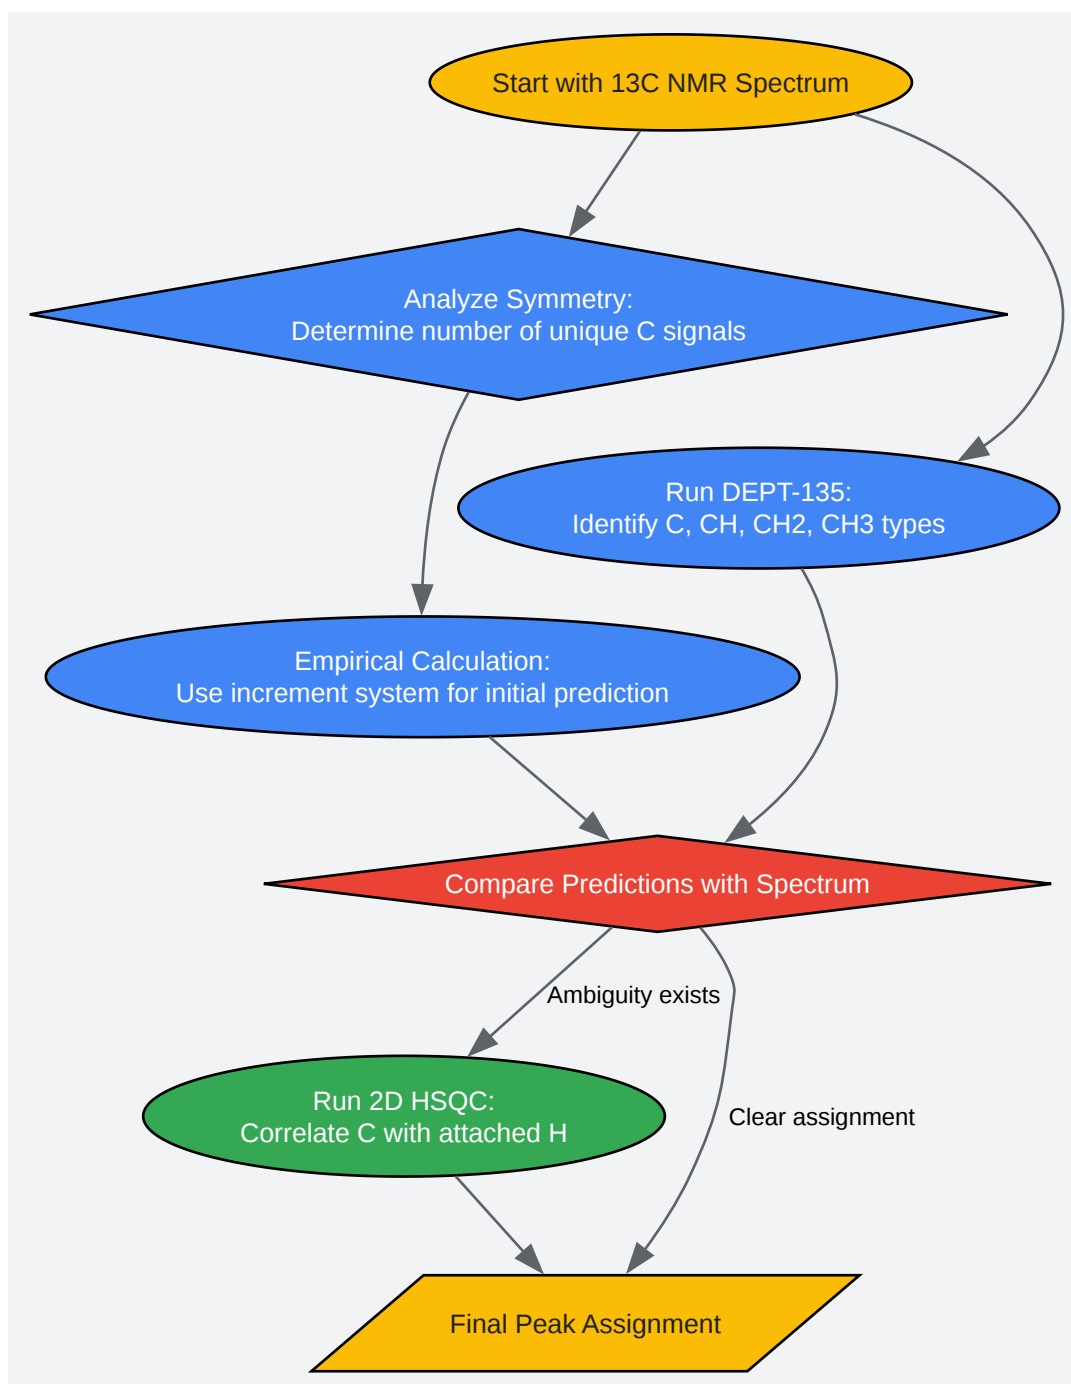 Start with 13C NMR Spectrum
Analyze Symmetry:
Determine number of unique C signals
Run DEPT-135:
Identify C, CH, CH2, CH3 types
Empirical Calculation:
Use increment system for initial prediction
Compare Predictions with Spectrum
Ambiguity exists
Run 2D HSQC:
Correlate C with attached H
Clear assignment
Final Peak Assignment